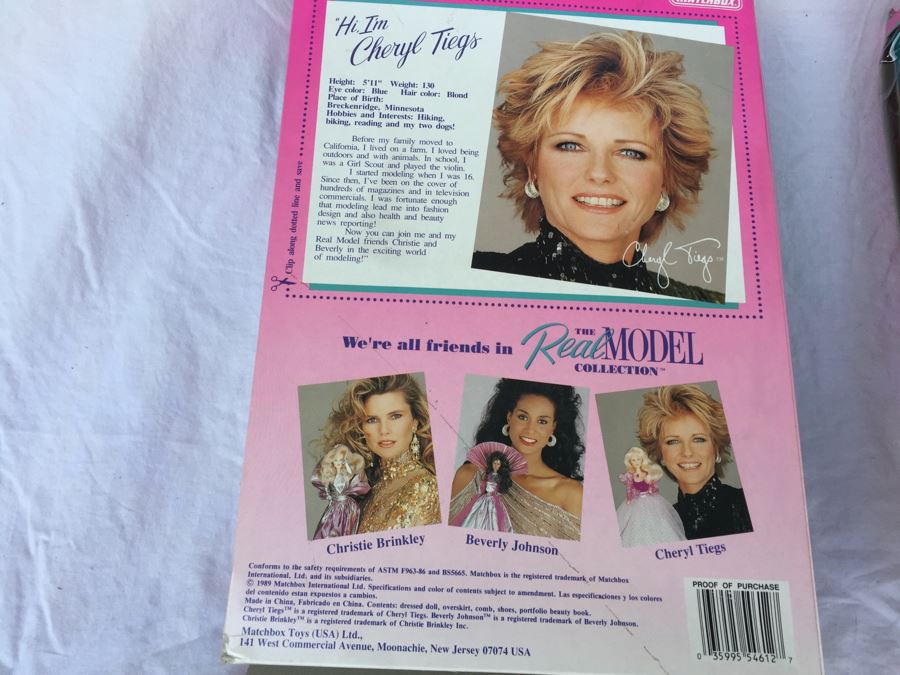 MATCHBOX
"Hi, I'm
Cheryl Tiegs
Height: 5'11" Weight: 130
Eye color: Blue Hair color: Blond
Place of Birth:
Breckenridge, Minnesota
Hobbies and Interests: Hiking,
biking, reading and my two dogs!
Before my family moved to
California, I lived on a farm. I loved being
outdoors and with animals. In school, I
was a Girl Scout and played the violin.
I started modeling when I was 16.
Since then, I've been on the cover of
hundreds of magazines and in television
commercials. I was fortunate enough
that modeling lead me into fashion
design and also health and beauty
news reporting!
Now you can join me and my
Real Model friends Christie and
Beverly in the exciting world
of modeling!"
Clip along dotted line and save
Cheryl Tiegs™
We're all friends in THE Real MODEL
COLLECTION™
Christie Brinkley
Beverly Johnson
Cheryl Tiegs
Conforms to the safety requirements of ASTM F963-86 and BS5665. Matchbox is the registered trademark of Matchbox
International, Ltd. and its subsidiaries.
© 1989 Matchbox International Ltd. Specifications and color of contents subject to amendment. Las especificaciones y los colores
del contenido estan expuestos a cambios.
Made in China, Fabricado en China. Contents: dressed doll, overskirt, comb, shoes, portfolio beauty book.
Cheryl Tiegs™ is a registered trademark of Cheryl Tiegs. Beverly Johnson™ is a registered trademark of Beverly Johnson.
Christie Brinkley™ is a registered trademark of Christie Brinkley Inc.
Matchbox Toys (USA) Ltd.,
141 West Commercial Avenue, Moonachie, New Jersey 07074 USA
PROOF OF PURCHASE
0 35995 54612 7